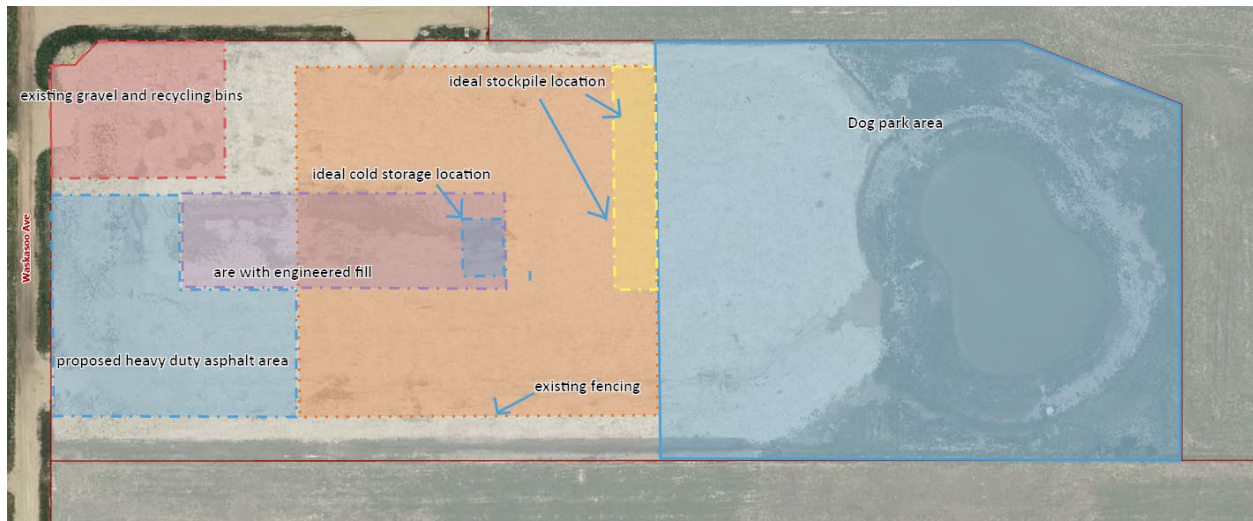 ideal stockpile location
existing gravel and recycling bins
Dog park area
ideal cold storage location
Waskasoo Ave
are with engineered fill
proposed heavy duty asphalt area
existing fencing